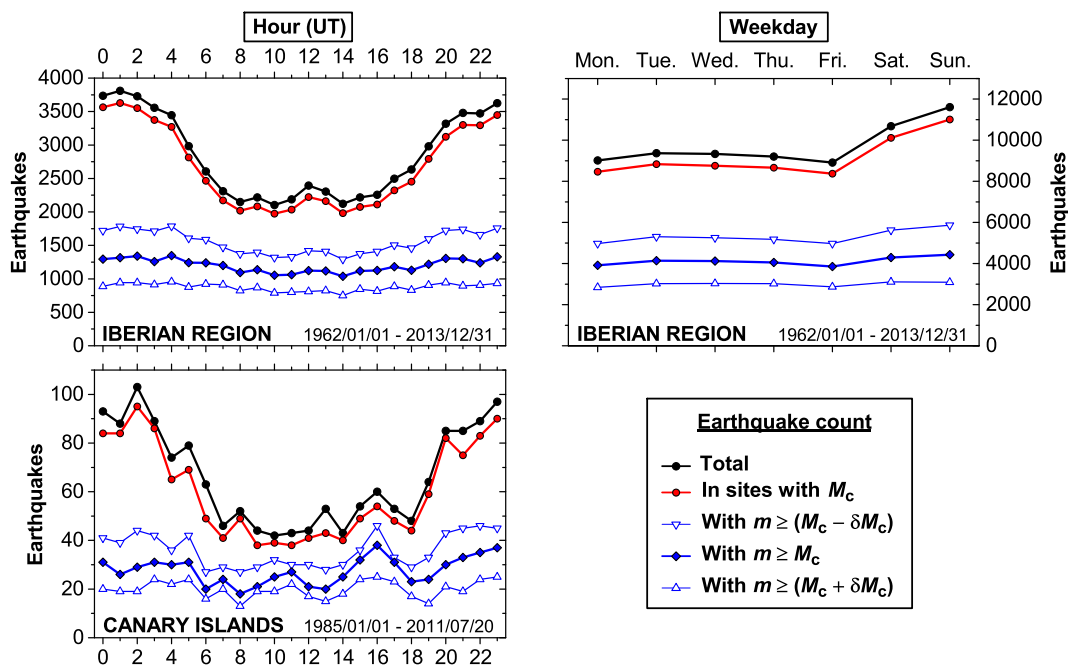 Hour (UT)
0 2 4 6 8 10 12 14 16 18 20 22
4000
3500
3000
2500
2000
1500
1000
500
0
Earthquakes
IBERIAN REGION 1962/01/01 - 2013/12/31
Weekday
Mon. Tue. Wed. Thu. Fri. Sat. Sun.
12000
10000
8000
6000
4000
2000
0
Earthquakes
IBERIAN REGION 1962/01/01 - 2013/12/31
100
80
60
40
20
0
Earthquakes
CANARY ISLANDS 1985/01/01 - 2011/07/20
0 2 4 6 8 10 12 14 16 18 20 22
Earthquake count
Total
In sites with Mc
With m ≥ (Mc − δMc)
With m ≥ Mc
With m ≥ (Mc + δMc)